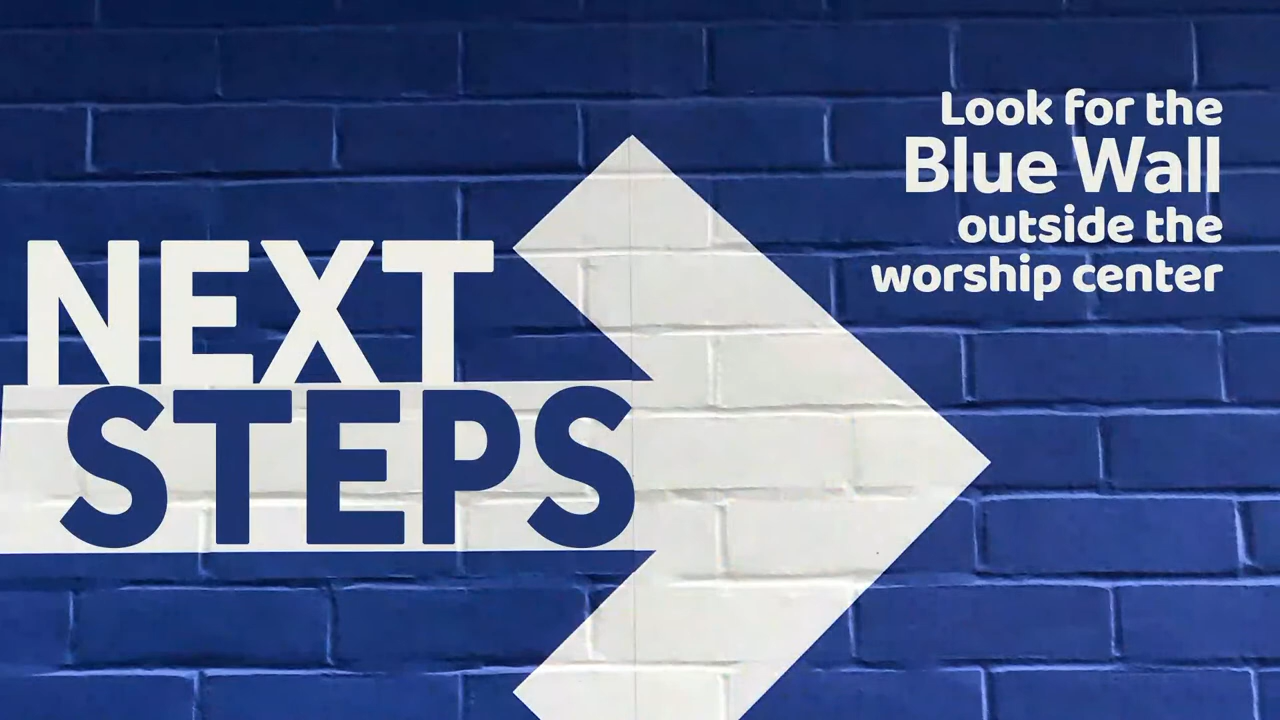 NEXT
STEPS
Look for the
Blue Wall
outside the
worship center